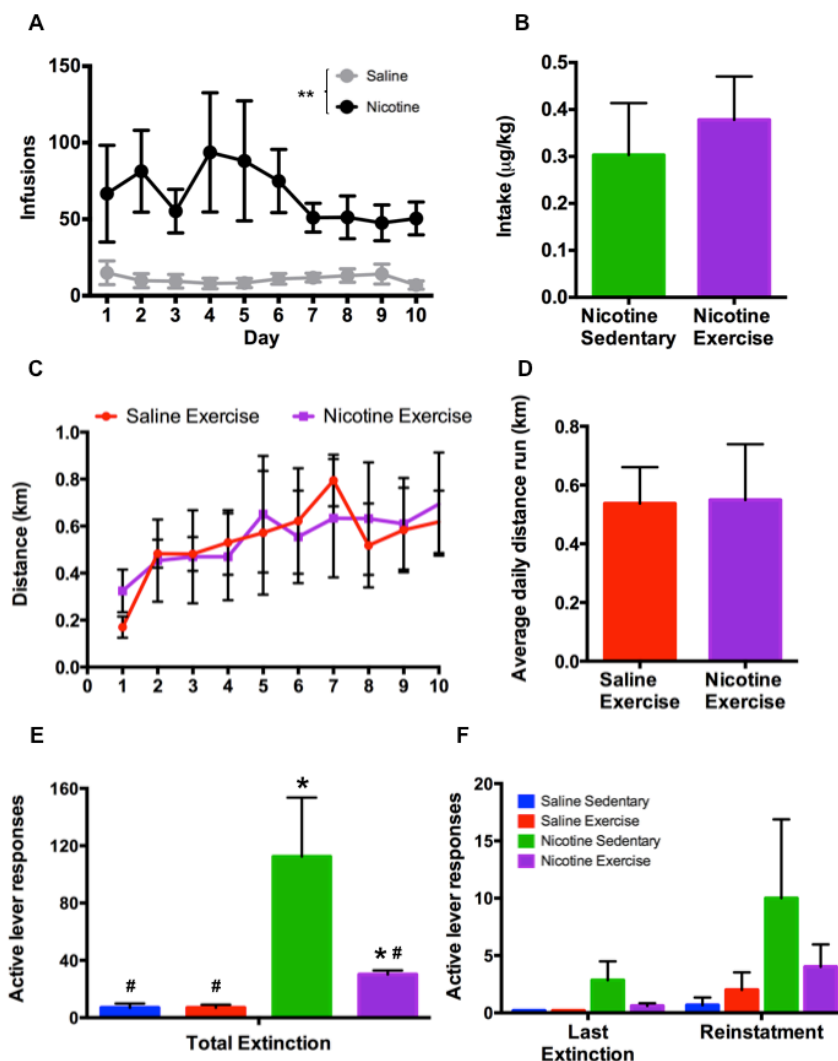 A
150
100
50
0
Infusions
**
Saline
Nicotine
1 2 3 4 5 6 7 8 9 10
Day
B
0.5
0.4
0.3
0.2
0.1
0.0
Intake (µg/kg)
Nicotine Nicotine
Sedentary Exercise
C
Saline Exercise Nicotine Exercise
1.0
0.8
0.6
0.4
0.2
0.0
Distance (km)
0 1 2 3 4 5 6 7 8 9 10
D
0.8
0.6
0.4
0.2
0.0
Average daily distance run (km)
Saline Nicotine
Exercise Exercise
E
160
120
80
40
0
Active lever responses
# # * * #
Total Extinction
F
20
15
10
5
0
Active lever responses
Saline Sedentary
Saline Exercise
Nicotine Sedentary
Nicotine Exercise
Last Reinstatment
Extinction